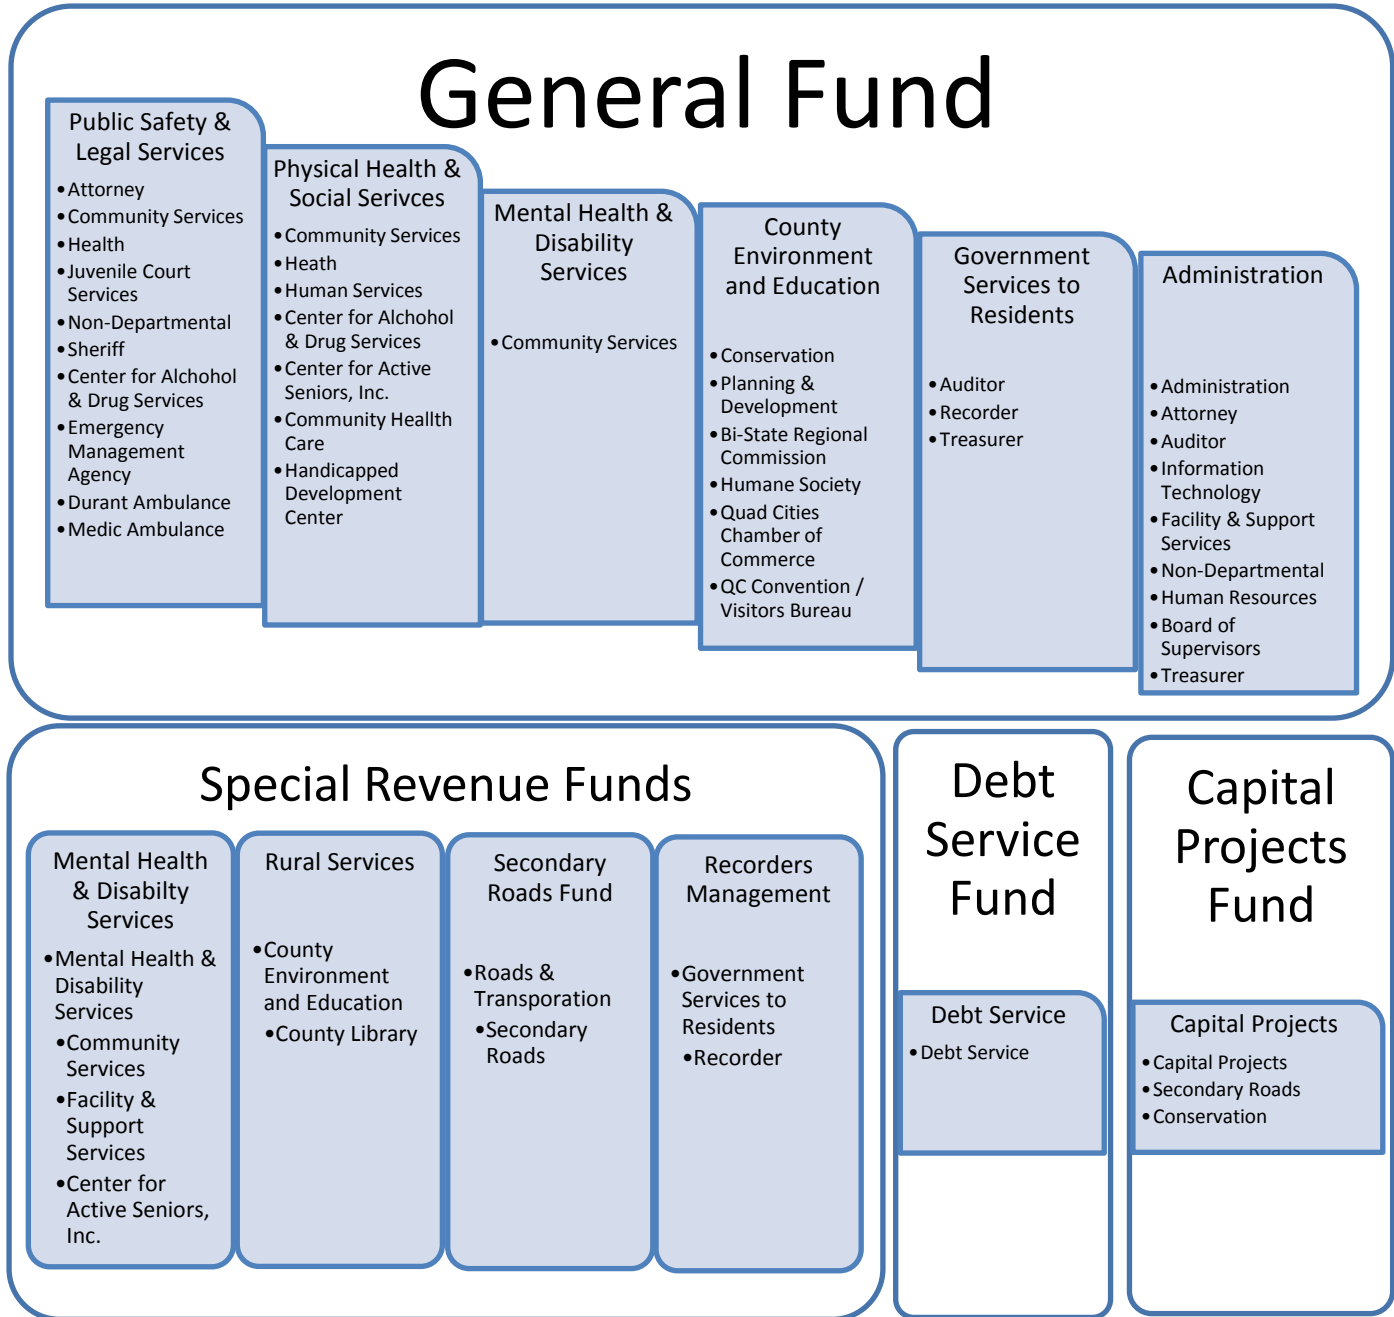 General Fund
Public Safety &
Legal Services
•Attorney
•Community Services
•Health
•Juvenile Court
Services
•Non-Departmental
•Sheriff
•Center for Alchohol
& Drug Services
•Emergency
Management
Agency
•Durant Ambulance
•Medic Ambulance
Physical Health &
Social Serivces
•Community Services
•Heath
•Human Services
•Center for Alchohol
& Drug Services
•Center for Active
Seniors, Inc.
•Community Heallth
Care
•Handicapped
Development
Center
Mental Health &
Disability
Services
•Community Services
County
Environment
and Education
•Conservation
•Planning &
Development
•Bi-State Regional
Commission
•Humane Society
•Quad Cities
Chamber of
Commerce
•QC Convention /
Visitors Bureau
Government
Services to
Residents
•Auditor
•Recorder
•Treasurer
Administration
•Administration
•Attorney
•Auditor
•Information
Technology
•Facility & Support
Services
•Non-Departmental
•Human Resources
•Board of
Supervisors
•Treasurer
Special Revenue Funds
Mental Health
& Disabilty
Services
•Mental Health &
Disability
Services
•Community
Services
•Facility &
Support
Services
•Center for
Active Seniors,
Inc.
Rural Services
•County
Environment
and Education
•County Library
Secondary
Roads Fund
•Roads &
Transporation
•Secondary
Roads
Recorders
Management
•Government
Services to
Residents
•Recorder
Debt
Service
Fund
Debt Service
•Debt Service
Capital
Projects
Fund
Capital Projects
•Capital Projects
•Secondary Roads
•Conservation